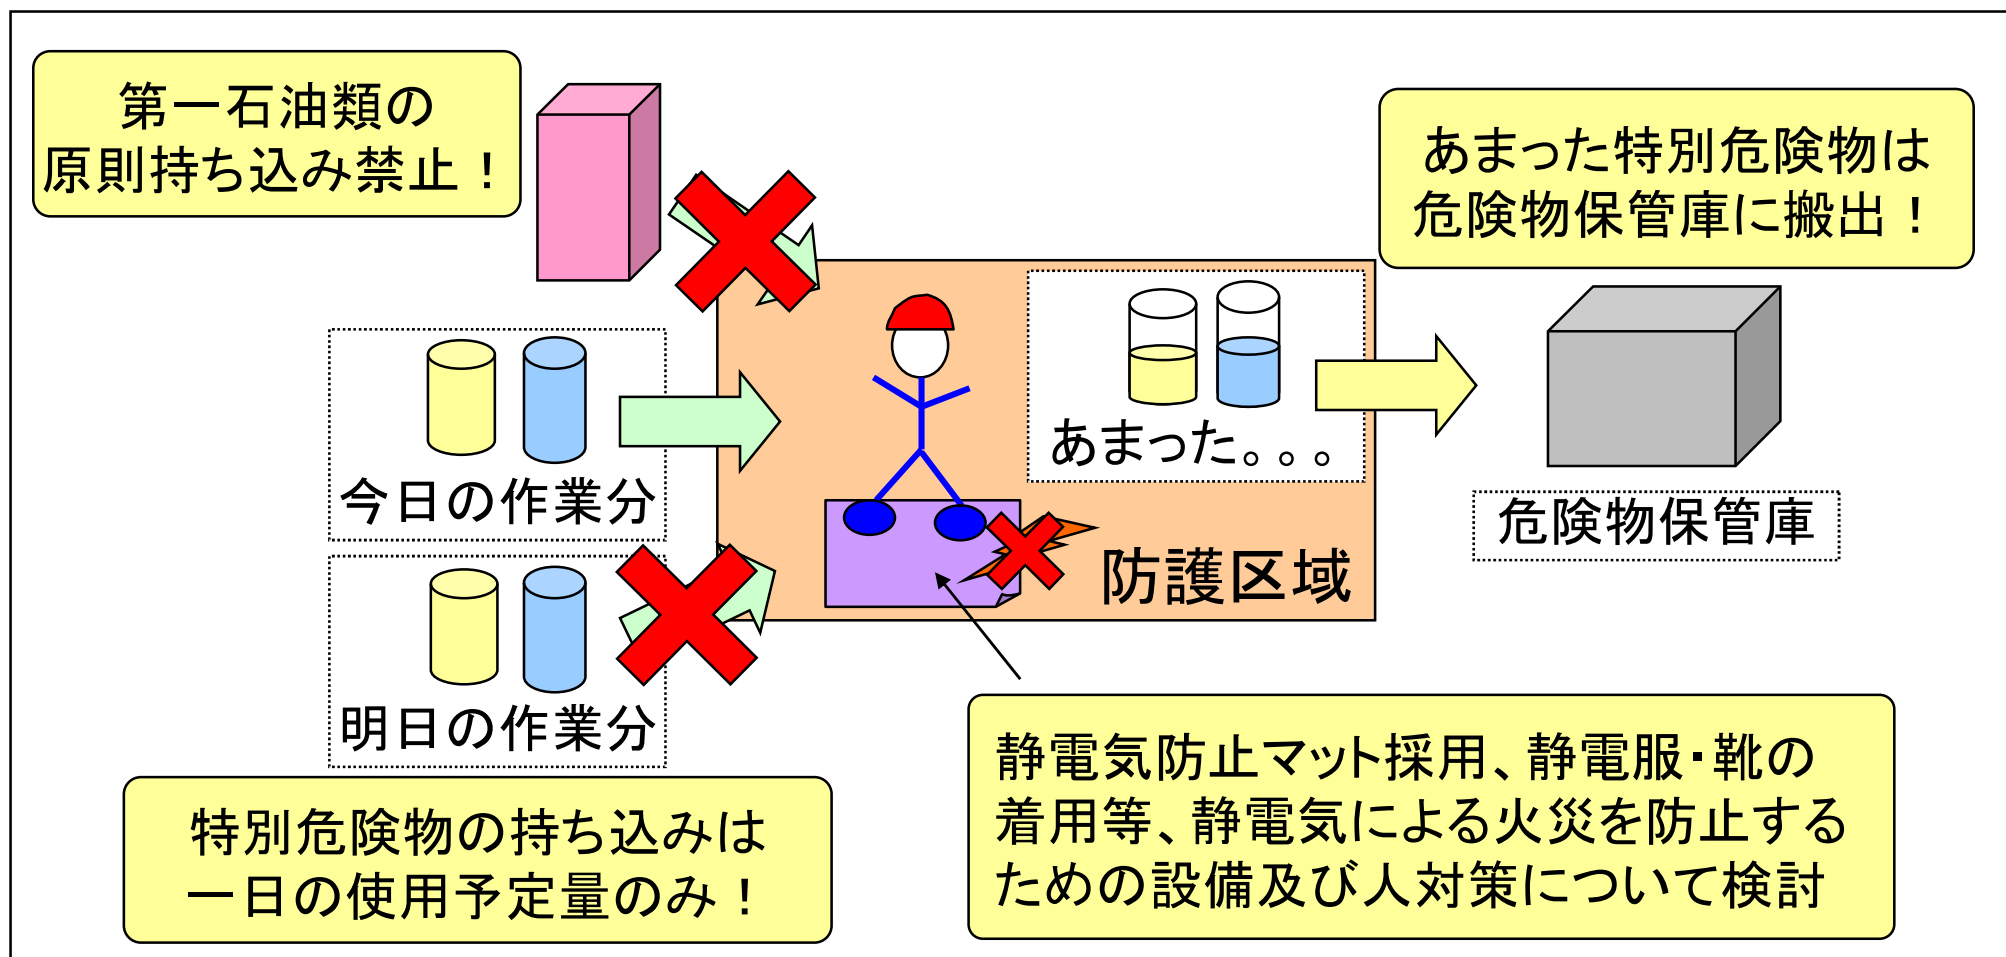 第一石油類の
原則持ち込み禁止！
あまった特別危険物は
危険物保管庫に搬出！
今日の作業分
あまった。。。
危険物保管庫
防護区域
明日の作業分
特別危険物の持ち込みは
一日の使用予定量のみ！
静電気防止マット採用、静電服・靴の
着用等、静電気による火災を防止する
ための設備及び人対策について検討